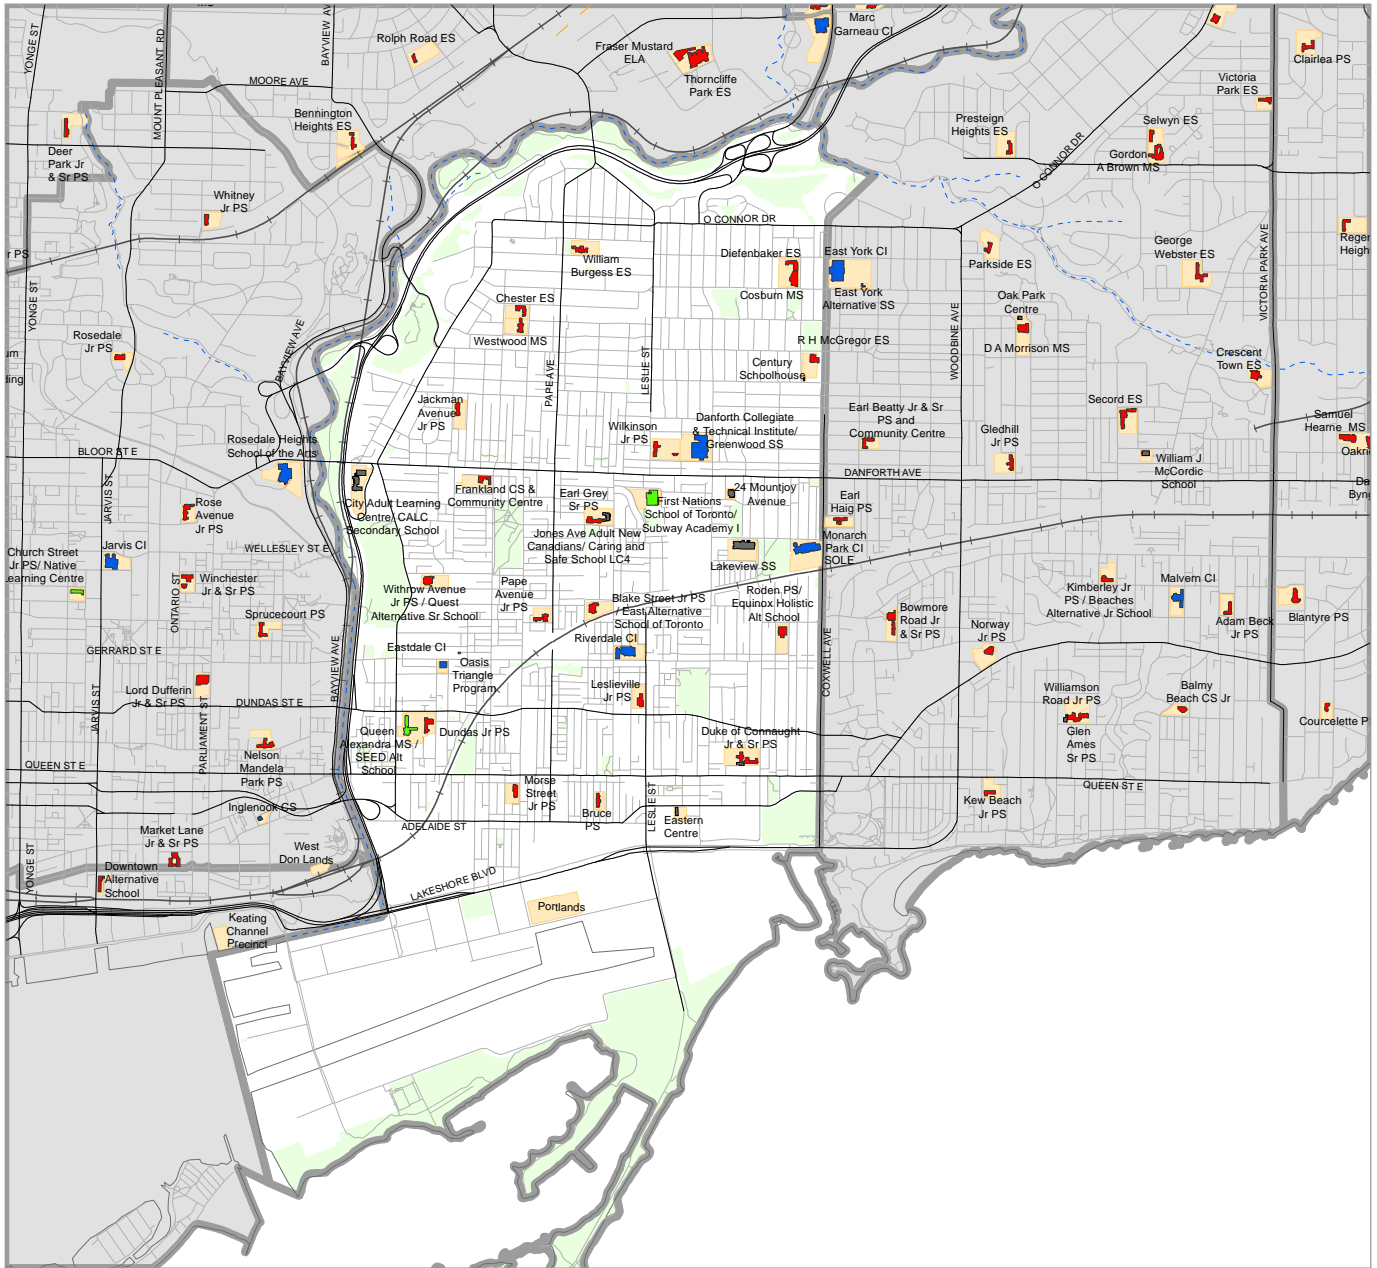 YONGE ST
MOUNT PLEASANT RD
BAYVIEW AV
Rolph Road ES
Fraser Mustard
ELA
Thorncliffe
Park ES
Marc
Garneau CI
Clairlea PS
Victoria
Park ES
MOORE AVE
Bennington
Heights ES
Deer
Park Jr
& Sr PS
Whitney
Jr PS
Presteign
Heights ES
Selwyn ES
Gordon
A Brown MS
O CONNOR DR
O CONNOR DR
r PS
William
Burgess ES
Diefenbaker ES
Cosburn MS
East York CI
East York
Alternative SS
Parkside ES
George
Webster ES
VICTORIA PARK AVE
Regen
Heigh
YONGE ST
Chester ES
Westwood MS
Oak Park
Centre
D A Morrison MS
WOODBINE AVE
Rosedale
Jr PS
um
ding
BAYVIEW AVE
PAPE AVE
LESLIE ST
R H McGregor ES
Century
Schoolhouse
Crescent
Town ES
Jackman
Avenue
Jr PS
Wilkinson
Jr PS
Danforth Collegiate
& Technical Institute/
Greenwood SS
Earl Beatty Jr & Sr
PS and
Community Centre
Gledhill
Jr PS
Secord ES
William J
McCordic
School
Samuel
Hearne MS
Oakri
Da
Byng
BLOOR ST E
Rosedale Heights
School of the Arts
DANFORTH AVE
JARVIS ST
Rose
Avenue
Jr PS
City Adult Learning
Centre/ CALC
Secondary School
Frankland CS &
Community Centre
Earl Grey
Sr PS
First Nations
School of Toronto/
Subway Academy I
24 Mountjoy
Avenue
Earl
Haig PS
Jones Ave Adult New
Canadians/ Caring and
Safe School LC4
Lakeview SS
Monarch
Park CI
SOLE
Church Street
Jr PS/ Native
Learning Centre
Jarvis CI
WELLESLEY ST E
Winchester
Jr & Sr PS
ONTARIO ST
Sprucecourt PS
Withrow Avenue
Jr PS / Quest
Alternative Sr School
Pape
Avenue
Jr PS
Blake Street Jr PS
/ East Alternative
School of Toronto
Riverdale CI
Roden PS/
Equinox Holistic
Alt School
Bowmore
Road Jr
& Sr PS
Norway
Jr PS
Kimberley Jr
PS / Beaches
Alternative Jr School
Malvern CI
Adam Beck
Jr PS
Blantyre PS
GERRARD ST E
BAYVIEW AVE
Eastdale CI
Oasis
Triangle
Program
COXWELL AVE
JARVIS ST
Lord Dufferin
Jr & Sr PS
PARLIAMENT ST
DUNDAS ST E
Leslieville
Jr PS
Williamson
Road Jr PS
Glen
Ames
Sr PS
Balmy
Beach CS Jr
Courcelette P
Queen
Alexandra MS /
SEED Alt
School
Dundas Jr PS
Duke of Connaught
Jr & Sr PS
QUEEN ST E
Nelson
Mandela
Park PS
QUEEN ST E
Inglenook CS
Morse
Street
Jr PS
Bruce
PS
LESLIE ST
Eastern
Centre
Kew Beach
Jr PS
ADELAIDE ST
Market Lane
Jr & Sr PS
West
Don Lands
YONGE ST
Downtown
Alternative
School
LAKESHORE BLVD
Portlands
Keating
Channel
Precinct